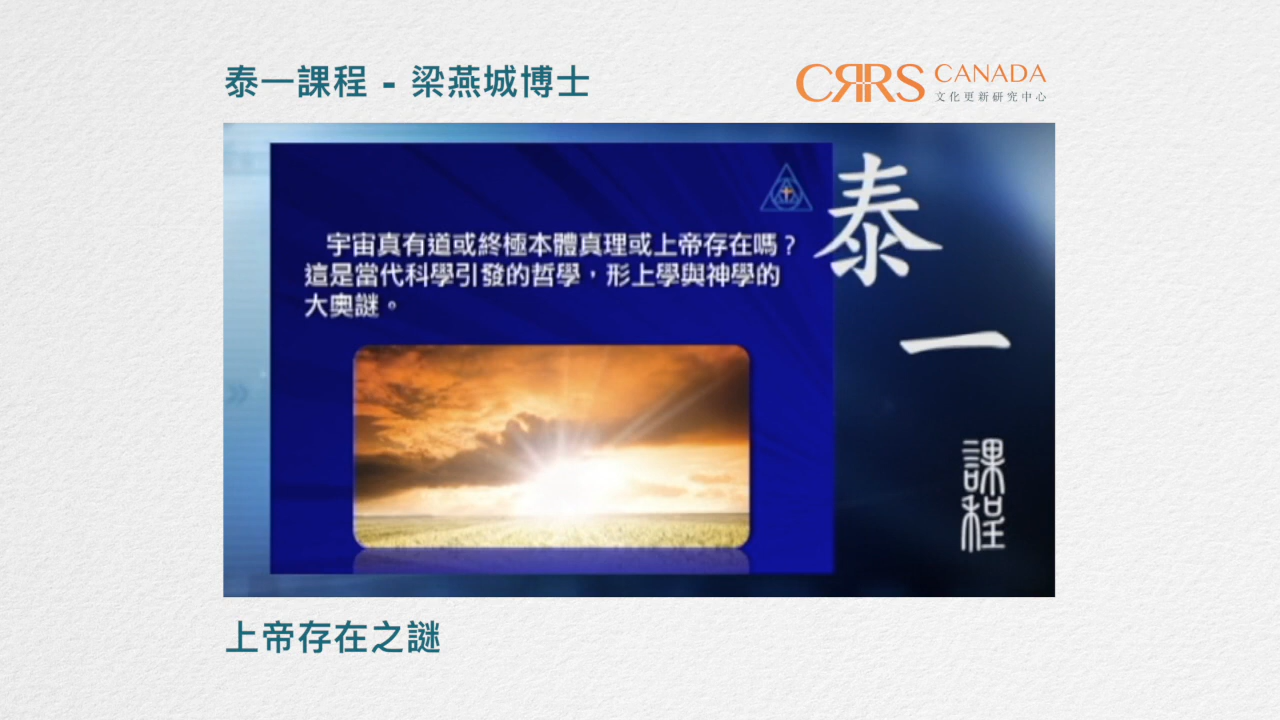 泰一課程 - 梁燕城博士
CRRS CANADA
文化更新研究中心
宇宙真有道或終極本體真理或上帝存在嗎？
這是當代科學引發的哲學，形上學與神學的
大奧謎。
泰一
課程
上帝存在之謎